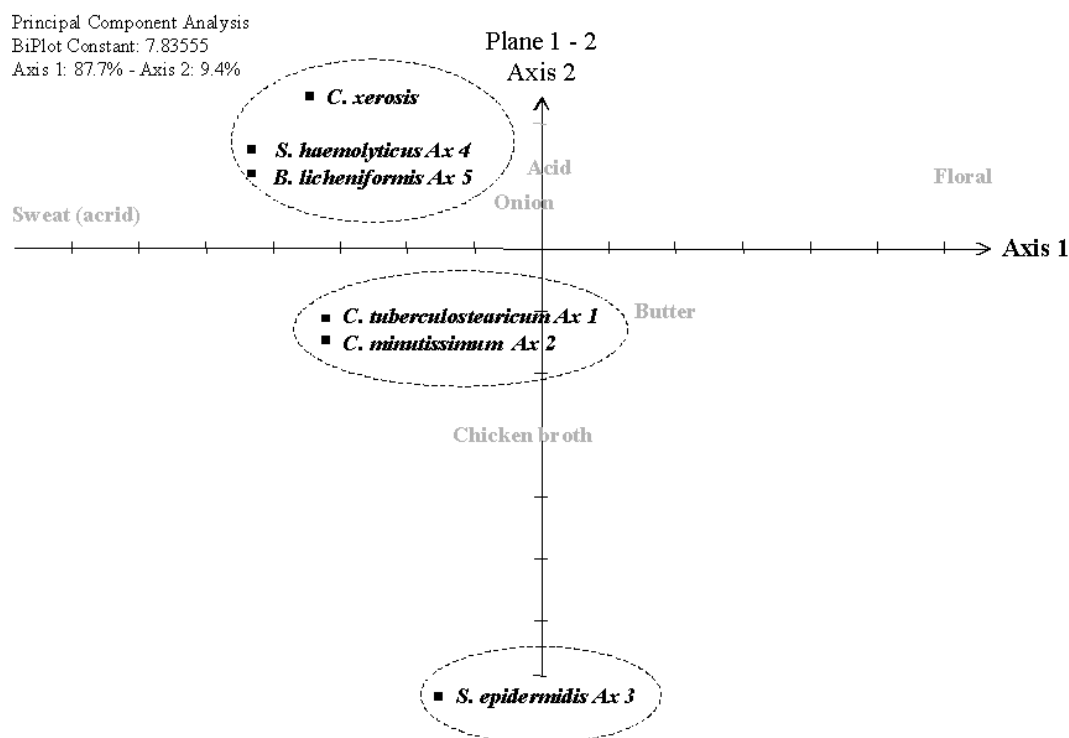 Principal Component Analysis
BiPlot Constant: 7.83555
Axis 1: 87.7% - Axis 2: 9.4%
Plane 1 - 2
Axis 2
C. xerosis
S. haemolyticus Ax 4
B. licheniformis Ax 5
Acid
Floral
Onion
Sweat (acrid)
Axis 1
C. tuberculostearicum Ax 1
Butter
C. minutissimum Ax 2
Chicken broth
S. epidermidis Ax 3